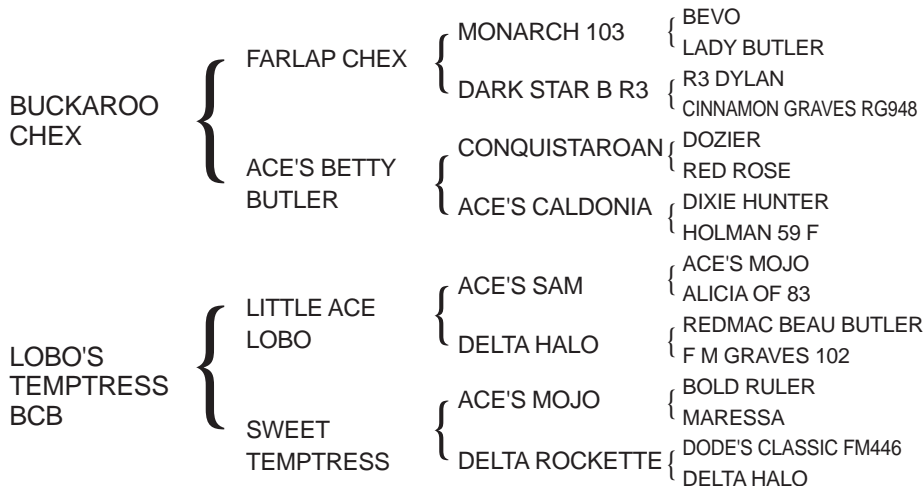 BUCKAROO
CHEX
FARLAP CHEX
MONARCH 103
BEVO
LADY BUTLER
DARK STAR B R3
R3 DYLAN
CINNAMON GRAVES RG948
ACE'S BETTY
BUTLER
CONQUISTAROAN
DOZIER
RED ROSE
ACE'S CALDONIA
DIXIE HUNTER
HOLMAN 59 F
LOBO'S
TEMPTRESS
BCB
LITTLE ACE
LOBO
ACE'S SAM
ACE'S MOJO
ALICIA OF 83
DELTA HALO
REDMAC BEAU BUTLER
F M GRAVES 102
SWEET
TEMPTRESS
ACE'S MOJO
BOLD RULER
MARESSA
DELTA ROCKETTE
DODE'S CLASSIC FM446
DELTA HALO